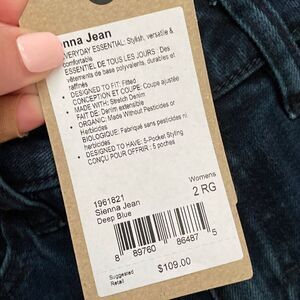 enna Jean
EVERYDAY ESSENTIAL: Stylish, versatile &
comfortable
ESSENTIEL DE TOUS LES JOURS : Des
vêtements de base polyvalents, durables et
raffinés
• DESIGNED TO FIT: Fitted
CONCEPTION ET COUPE: Coupe ajustée
• MADE WITH: Stretch Denim
FAIT DE: Denim extensible
• ORGANIC: Made Without Pesticides or
Herbicides
BIOLOGIQUE: Fabriqué sans pesticides ni
herbicides
• DESIGNED TO HAVE: 5-Pocket Styling
CONÇU POUR OFFRIR : 5 poches
1961621
Sienna Jean
Deep Blue
Womens
2 RG
8 89760 86487 5
Suggested
Retail
$109.00